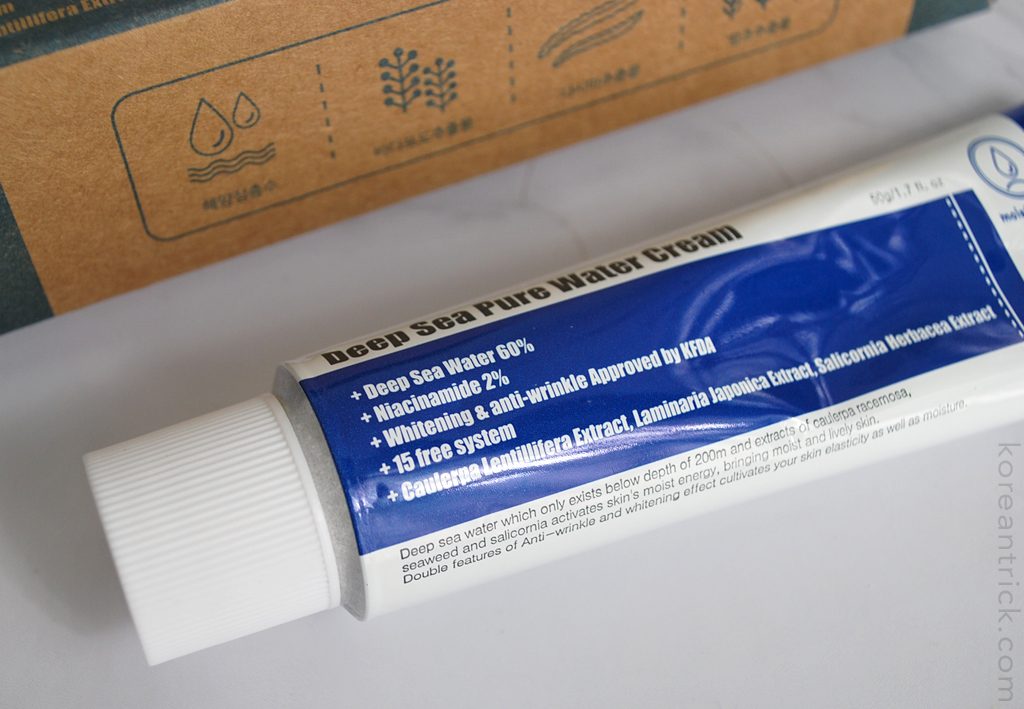 50g/1.7 fl. oz
Deep Sea Pure Water Cream
+ Deep Sea Water 60%
+ Niacinamide 2%
+ Whitening & anti-wrinkle Approved by KFDA
+ 15 free system
+ Caulerpa Lentillifera Extract, Laminaria Japonica Extract, Salicornia Herbacea Extract
Deep sea water which only exists below depth of 200m and extracts of caulerpa racemosa,
seaweed and salicornia activates skin's moist energy, bringing moist and lively skin.
Double features of Anti-wrinkle and whitening effect cultivates your skin elasticity as well as moisture.
koreantrick.com